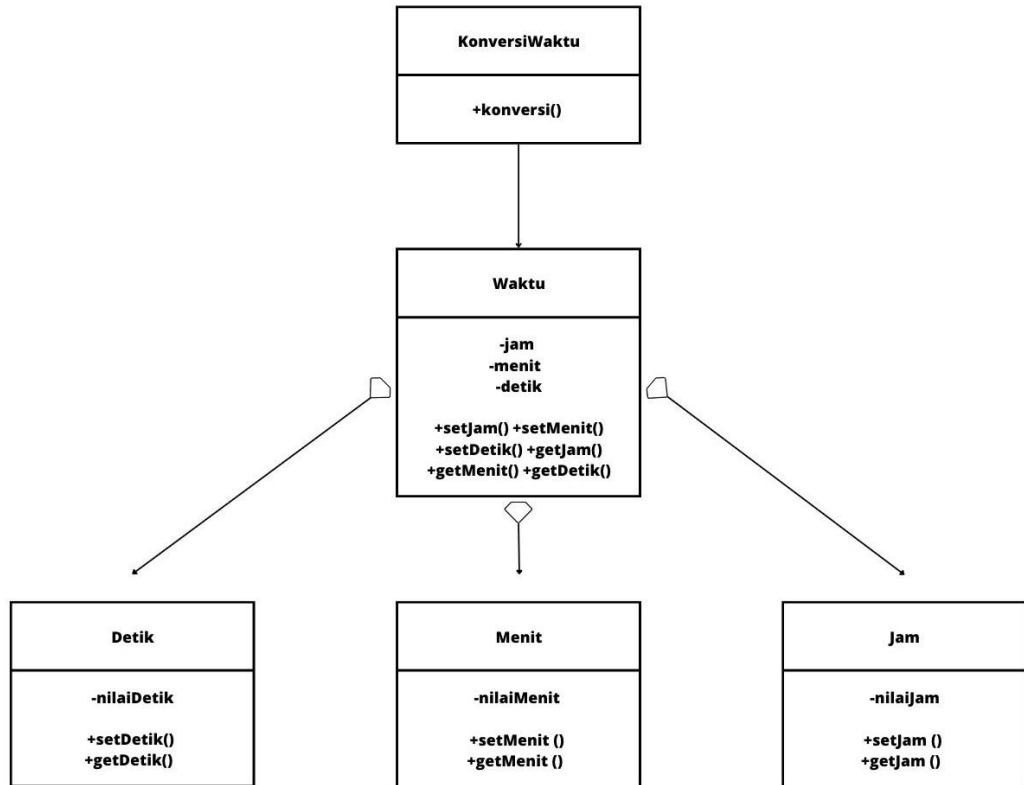 KonversiWaktu
+konversi()
Waktu
-jam
-menit
-detik
+setJam() +setMenit()
+setDetik() +getJam()
+getMenit() +getDetik()
Detik
-nilaiDetik
+setDetik()
+getDetik()
Menit
-nilaiMenit
+setMenit ()
+getMenit ()
Jam
-nilaiJam
+setJam ()
+getJam ()